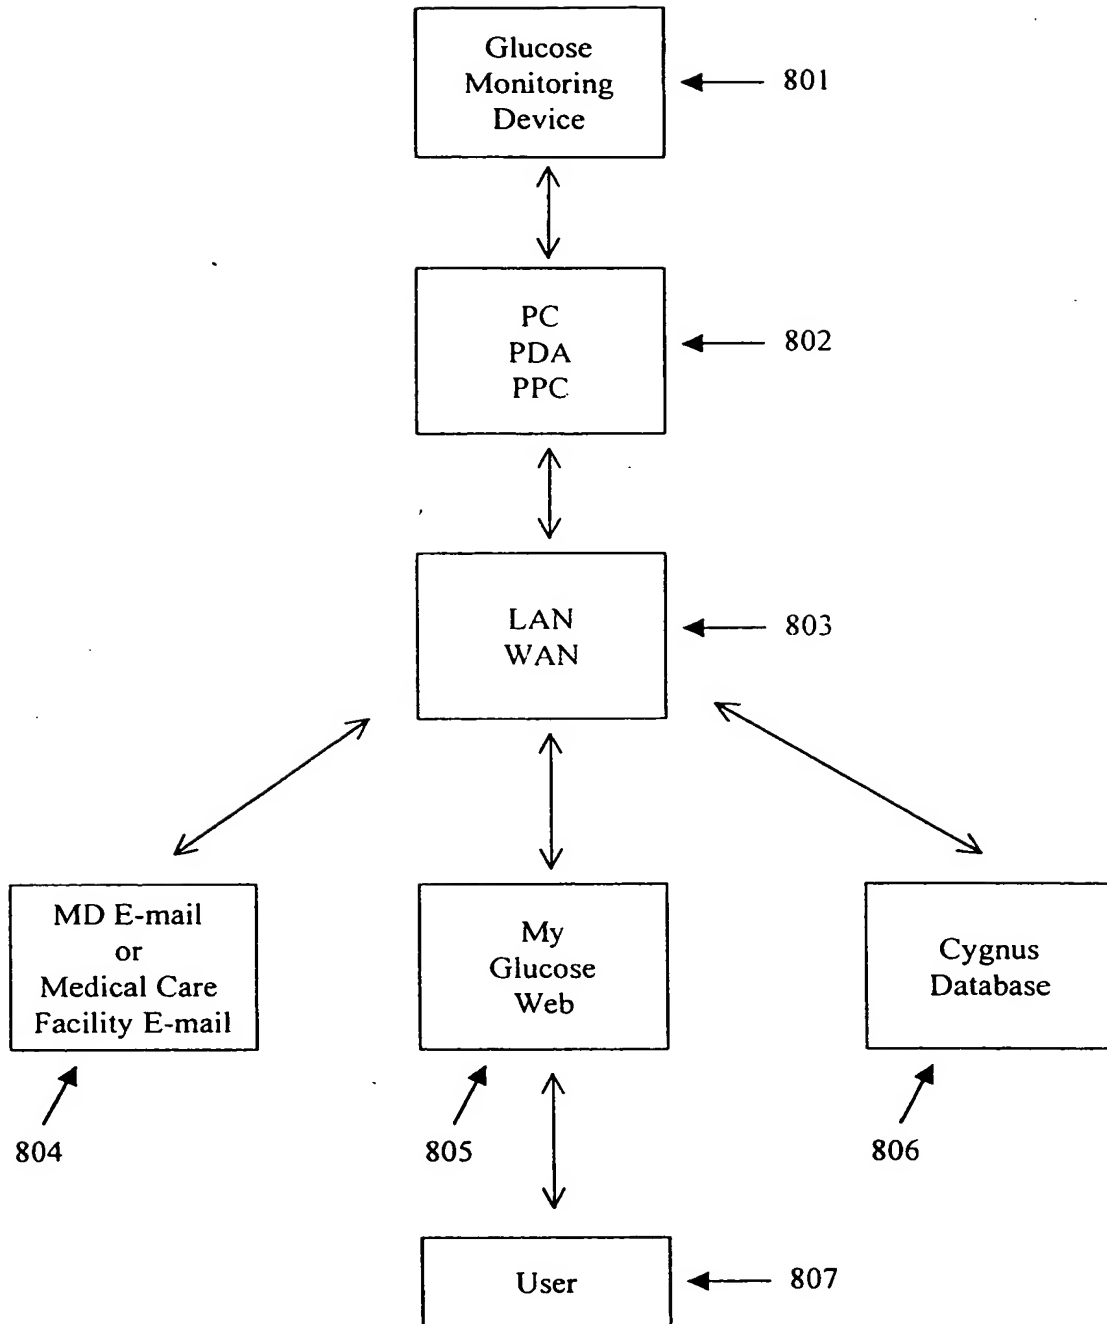 Glucose
Monitoring
Device
801
PC
PDA
PPC
802
LAN
WAN
803
MD E-mail
or
Medical Care
Facility E-mail
804
My
Glucose
Web
805
Cygnus
Database
806
User
807